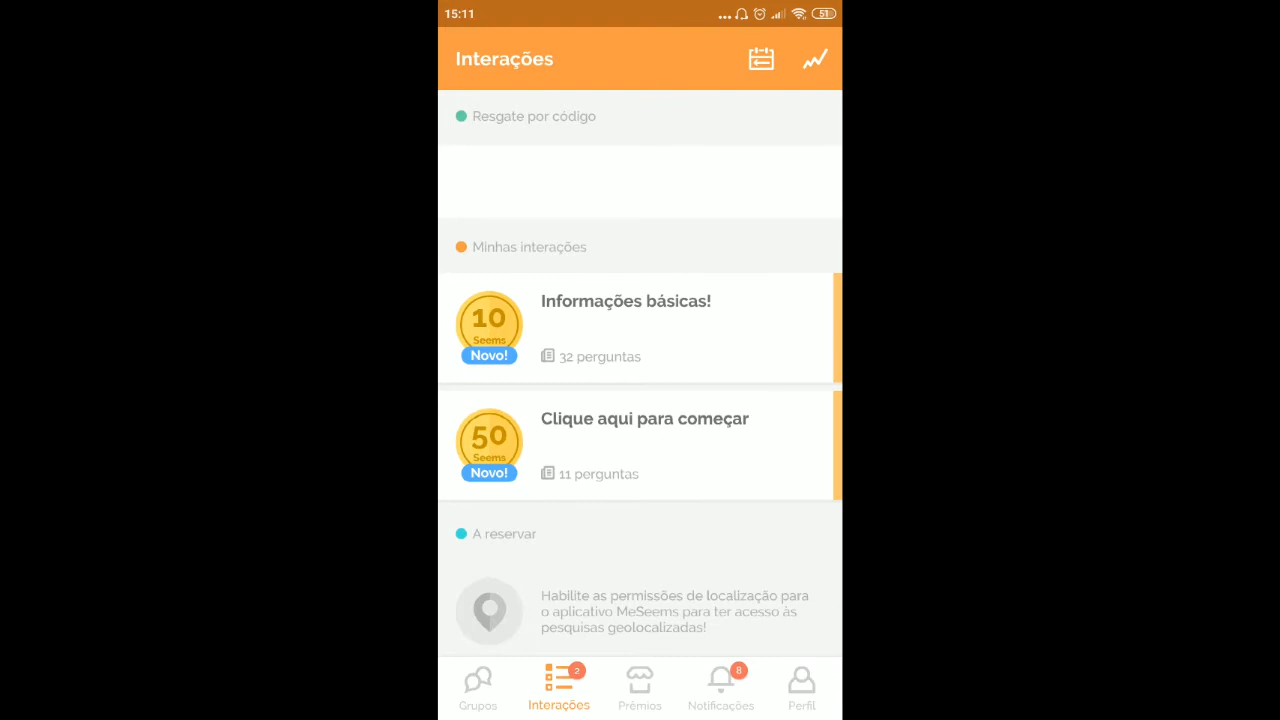 15:11
51
Interações
Resgate por código
Minhas interações
10
Seems
Novo!
Informações básicas!
32 perguntas
50
Seems
Novo!
Clique aqui para começar
11 perguntas
A reservar
Habilite as permissões de localização para
o aplicativo MeSeems para ter acesso às
pesquisas geolocalizadas!
2
8
Grupos
Interações
Prêmios
Notificações
Perfil